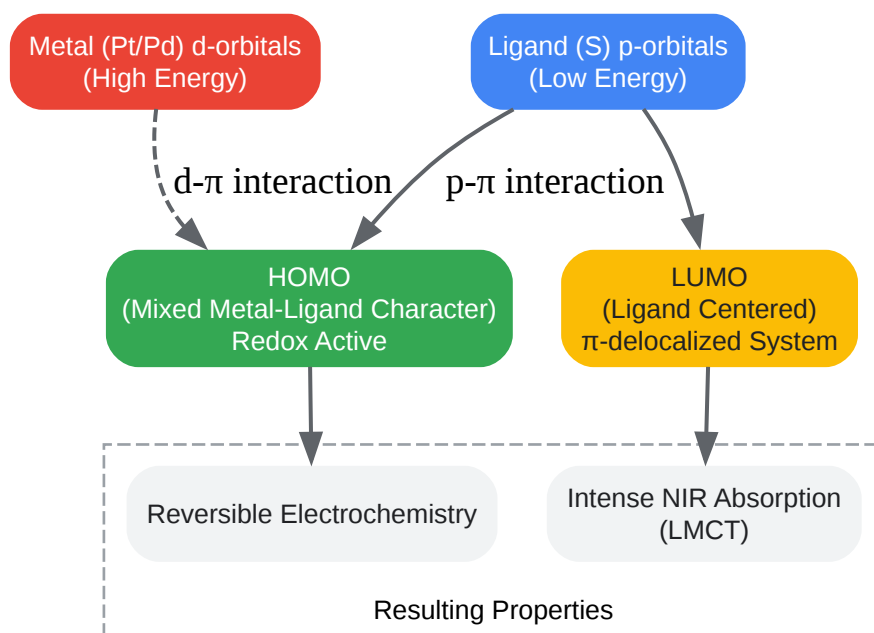 Metal (Pt/Pd) d-orbitals
(High Energy)
Ligand (S) p-orbitals
(Low Energy)
d-π interaction
p-π interaction
HOMO
(Mixed Metal-Ligand Character)
Redox Active
LUMO
(Ligand Centered)
π-delocalized System
Reversible Electrochemistry
Intense NIR Absorption
(LMCT)
Resulting Properties